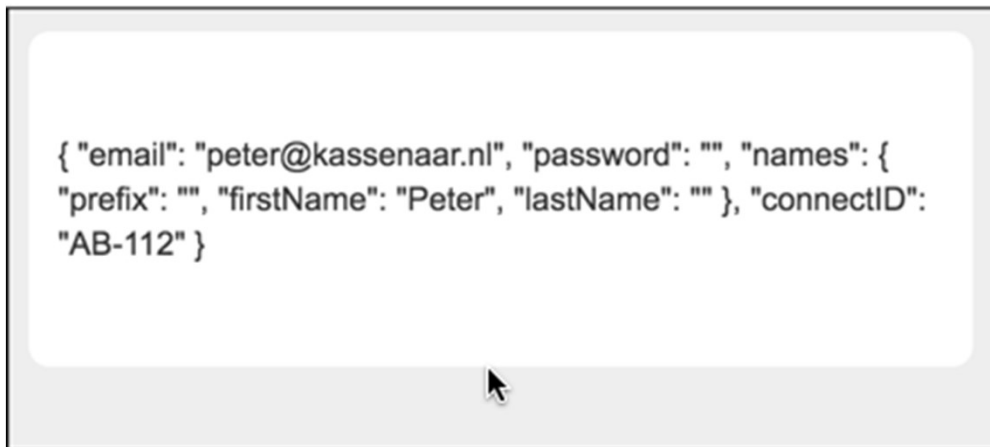 { "email": "peter@kassenaar.nl", "password": "", "names": {
"prefix": "", "firstName": "Peter", "lastName": "" }, "connectID":
"AB-112" }